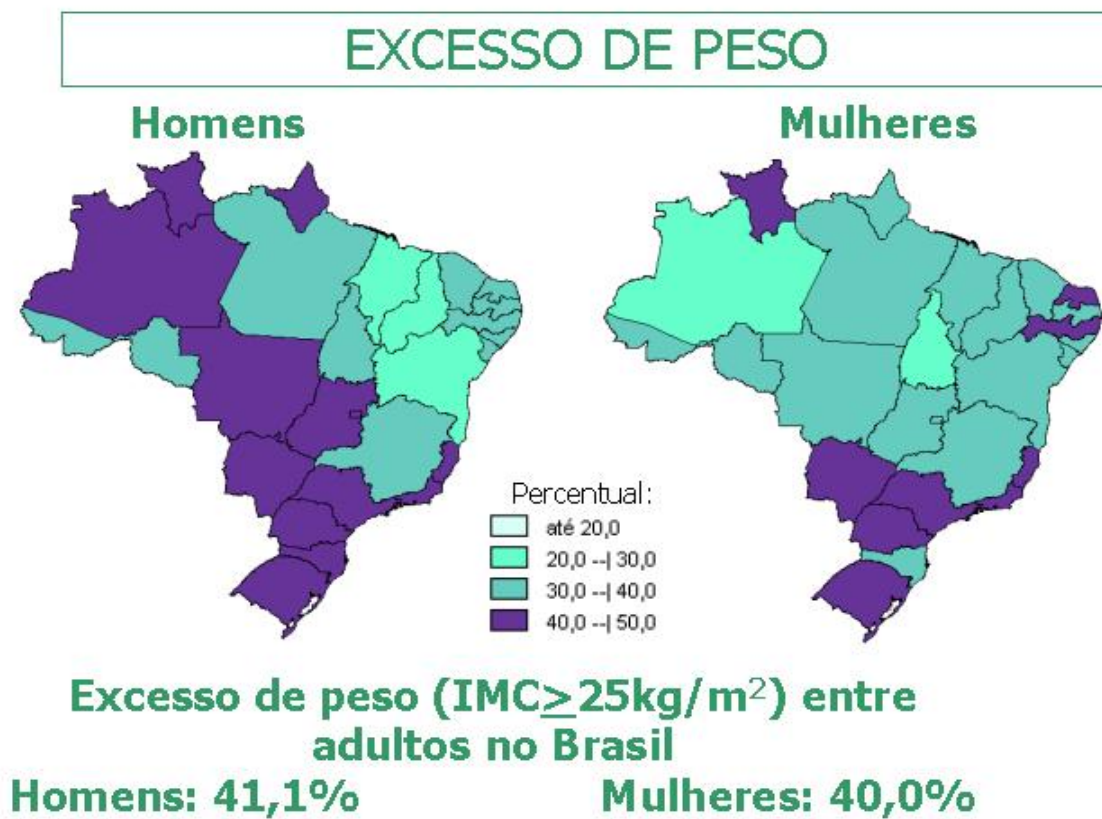 EXCESSO DE PESO
Homens
Mulheres
Percentual:
até 20,0
20,0 --| 30,0
30,0 --| 40,0
40,0 --| 50,0
Excesso de peso (IMC≥25kg/m²) entre
adultos no Brasil
Homens: 41,1%
Mulheres: 40,0%